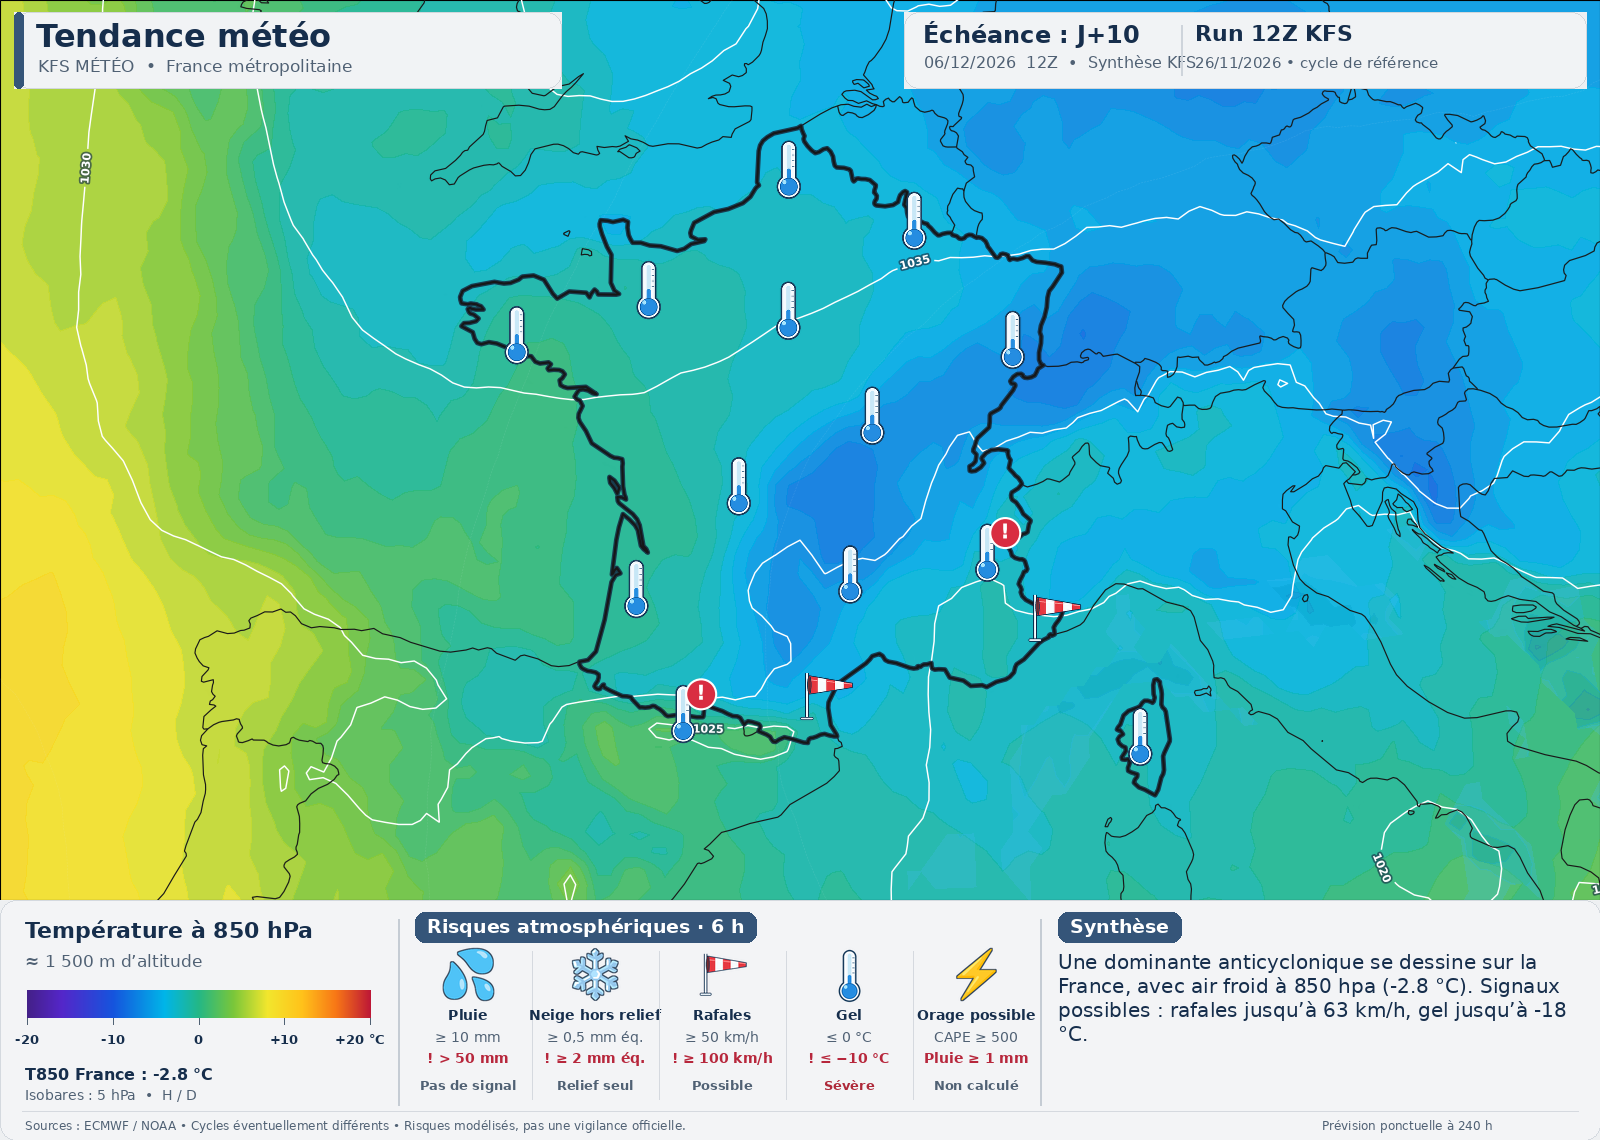 Tendance météo
KFS MÉTÉO • France métropolitaine
Échéance : J+10
06/12/2026 12Z • Synthèse KFS
Run 12Z KFS
26/11/2026 • cycle de référence
1030
1035
1025
1020
Température à 850 hPa
≈ 1 500 m d’altitude
-20 -10 0 +10 +20 °C
T850 France : -2.8 °C
Isobares : 5 hPa • H / D
Risques atmosphériques · 6 h
Pluie
≥ 10 mm
! > 50 mm
Pas de signal
Neige hors relief
≥ 0,5 mm éq.
! ≥ 2 mm éq.
Relief seul
Rafales
≥ 50 km/h
! ≥ 100 km/h
Possible
Gel
≤ 0 °C
! ≤ −10 °C
Sévère
Orage possible
CAPE ≥ 500
Pluie ≥ 1 mm
Non calculé
Synthèse
Une dominante anticyclonique se dessine sur la
France, avec air froid à 850 hpa (-2.8 °C). Signaux
possibles : rafales jusqu’à 63 km/h, gel jusqu’à -18
°C.
Sources : ECMWF / NOAA • Cycles éventuellement différents • Risques modélisés, pas une vigilance officielle.
Prévision ponctuelle à 240 h